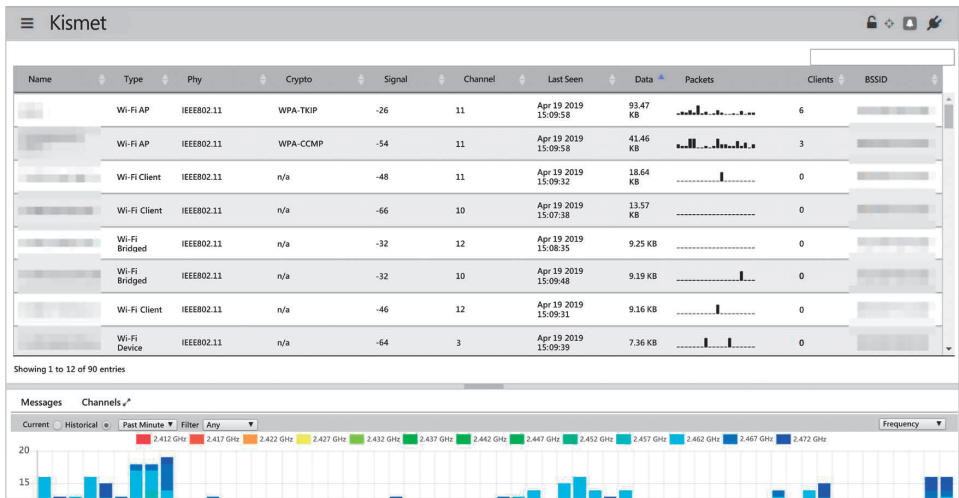 Kismet
Name Type Phy Crypto Signal Channel Last Seen Data Packets Clients BSSID
Wi-Fi AP IEEE802.11 WPA-TKIP -26 11 Apr 19 2019 15:09:58 93.47 KB 6
Wi-Fi AP IEEE802.11 WPA-CCMP -54 11 Apr 19 2019 15:09:58 41.46 KB 3
Wi-Fi Client IEEE802.11 n/a -48 11 Apr 19 2019 15:09:32 18.64 KB 0
Wi-Fi Client IEEE802.11 n/a -66 10 Apr 19 2019 15:07:38 13.57 KB 0
Wi-Fi Bridged IEEE802.11 n/a -32 12 Apr 19 2019 15:08:35 9.25 KB 0
Wi-Fi Bridged IEEE802.11 n/a -32 10 Apr 19 2019 15:09:48 9.19 KB 0
Wi-Fi Client IEEE802.11 n/a -46 12 Apr 19 2019 15:09:31 9.16 KB 0
Wi-Fi Device IEEE802.11 n/a -64 3 Apr 19 2019 15:09:39 7.36 KB 0
Showing 1 to 12 of 90 entries
Messages Channels
Current Historical Past Minute Filter Any Frequency
2.412 GHz 2.417 GHz 2.422 GHz 2.427 GHz 2.432 GHz 2.437 GHz 2.442 GHz 2.447 GHz 2.452 GHz 2.457 GHz 2.462 GHz 2.467 GHz 2.472 GHz
20
15